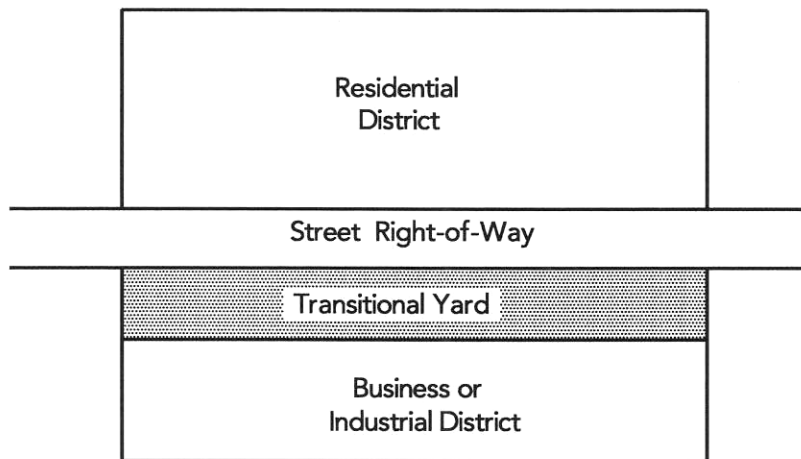 Residential
District
Street Right-of-Way
Transitional Yard
Business or
Industrial District